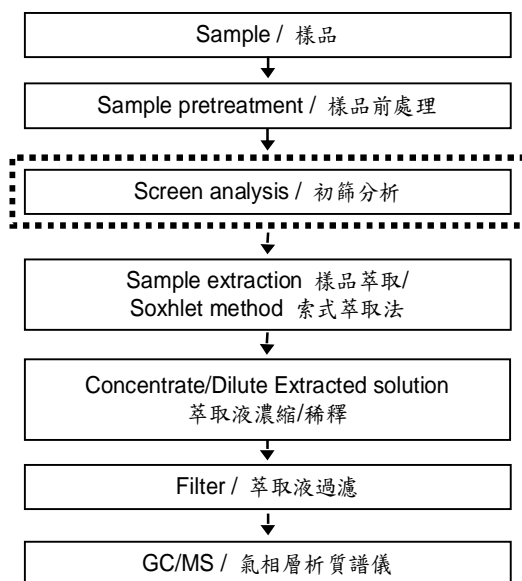 Sample / 樣品
Sample pretreatment / 樣品前處理
Screen analysis / 初篩分析
Sample extraction 樣品萃取/
Soxhlet method 索式萃取法
Concentrate/Dilute Extracted solution
萃取液濃縮/稀釋
Filter / 萃取液過濾
GC/MS / 氣相層析質譜儀